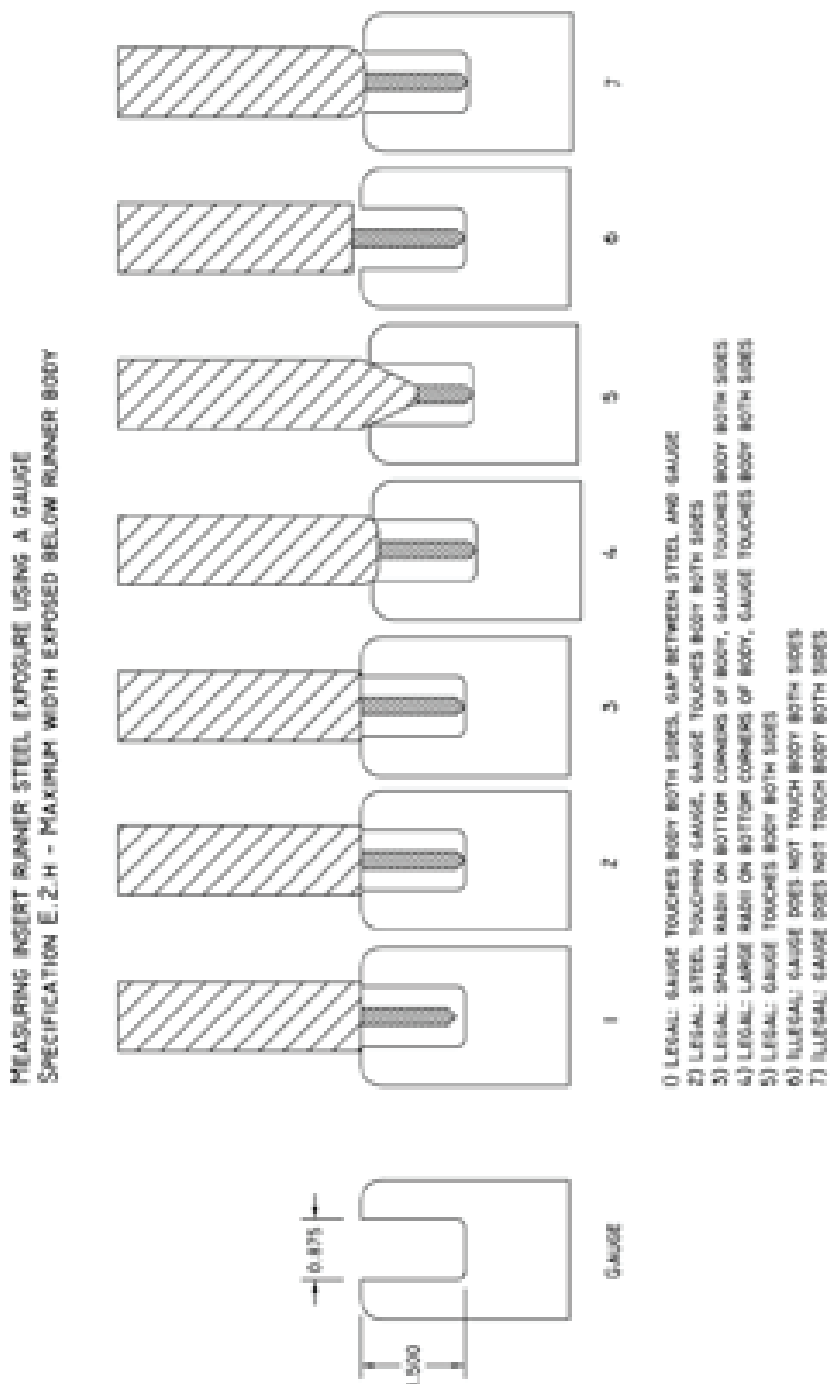 MEASURING INSERT RUNNER STEEL EXPOSURE USING A GAUGE
SPECIFICATION E.2.H - MAXIMUM WIDTH EXPOSED BELOW RUNNER BODY
0.875
.500
GAUGE
1
2
3
4
5
6
7
1) LEGAL: GAUGE TOUCHES BODY BOTH SIDES, GAP BETWEEN STEEL AND GAUGE
2) LEGAL: STEEL TOUCHING GAUGE, GAUGE TOUCHES BODY BOTH SIDES
3) LEGAL: SMALL RADII ON BOTTOM CORNERS OF BODY, GAUGE TOUCHES BODY BOTH SIDES
4) LEGAL: LARGE RADII ON BOTTOM CORNERS OF BODY, GAUGE TOUCHES BODY BOTH SIDES
5) LEGAL: GAUGE TOUCHES BODY BOTH SIDES
6) ILLEGAL: GAUGE DOES NOT TOUCH BODY BOTH SIDES
7) ILLEGAL: GAUGE DOES NOT TOUCH BODY BOTH SIDES